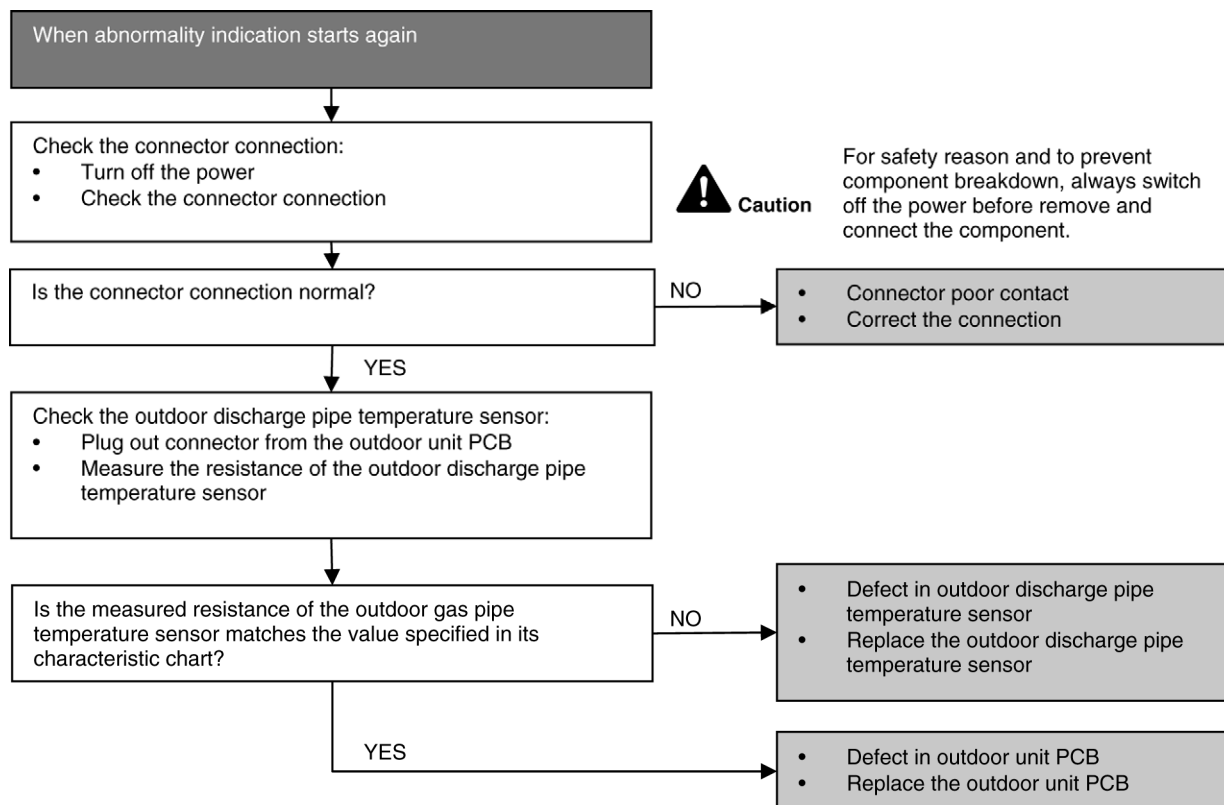 When abnormality indication starts again
Check the connector connection:
• Turn off the power
• Check the connector connection
Caution
For safety reason and to prevent
component breakdown, always switch
off the power before remove and
connect the component.
Is the connector connection normal?
NO
• Connector poor contact
• Correct the connection
YES
Check the outdoor discharge pipe temperature sensor:
• Plug out connector from the outdoor unit PCB
• Measure the resistance of the outdoor discharge pipe
temperature sensor
Is the measured resistance of the outdoor gas pipe
temperature sensor matches the value specified in its
characteristic chart?
NO
• Defect in outdoor discharge pipe
temperature sensor
• Replace the outdoor discharge pipe
temperature sensor
YES
• Defect in outdoor unit PCB
• Replace the outdoor unit PCB